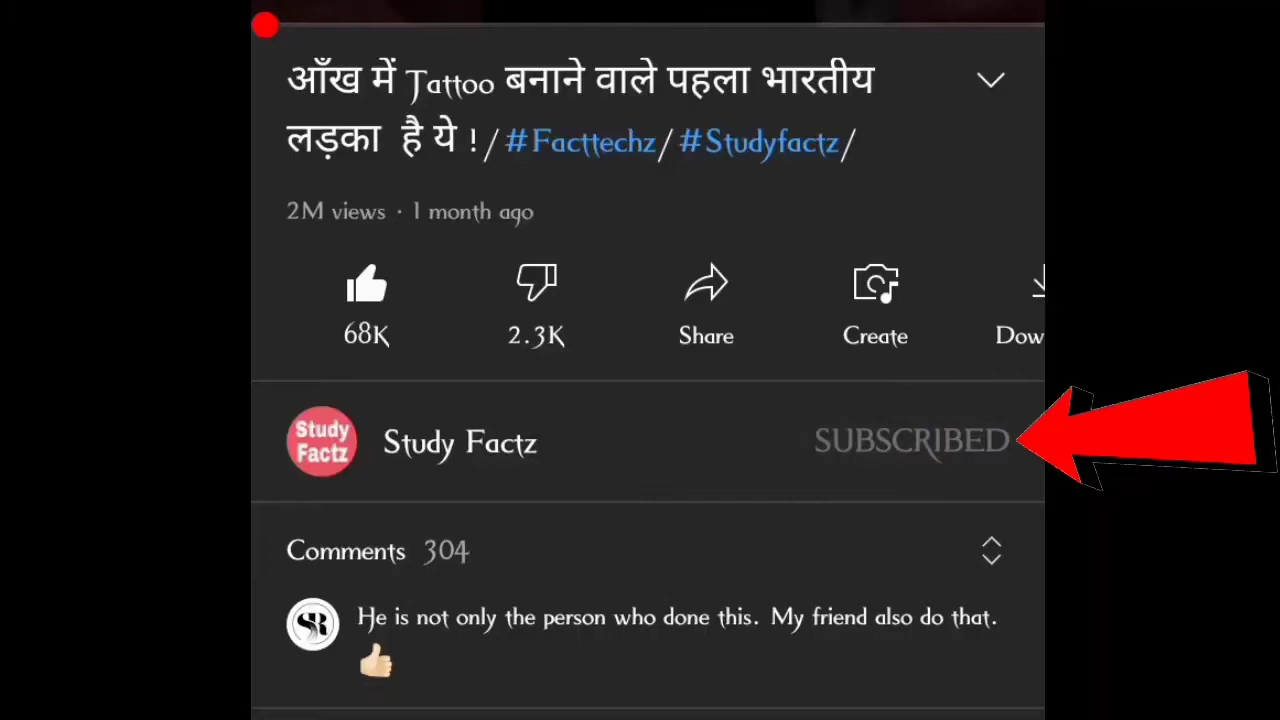 आँख में Tattoo बनाने वाले पहला भारतीय
लड़का है ये !/#Facttechz/#Studyfactz/
2M views · 1 month ago
68K
2.3K
Share
Create
Dow
Study
Factz
Study Factz
SUBSCRIBED
Comments 304
SR
He is not only the person who done this. My friend also do that.
👍🏻